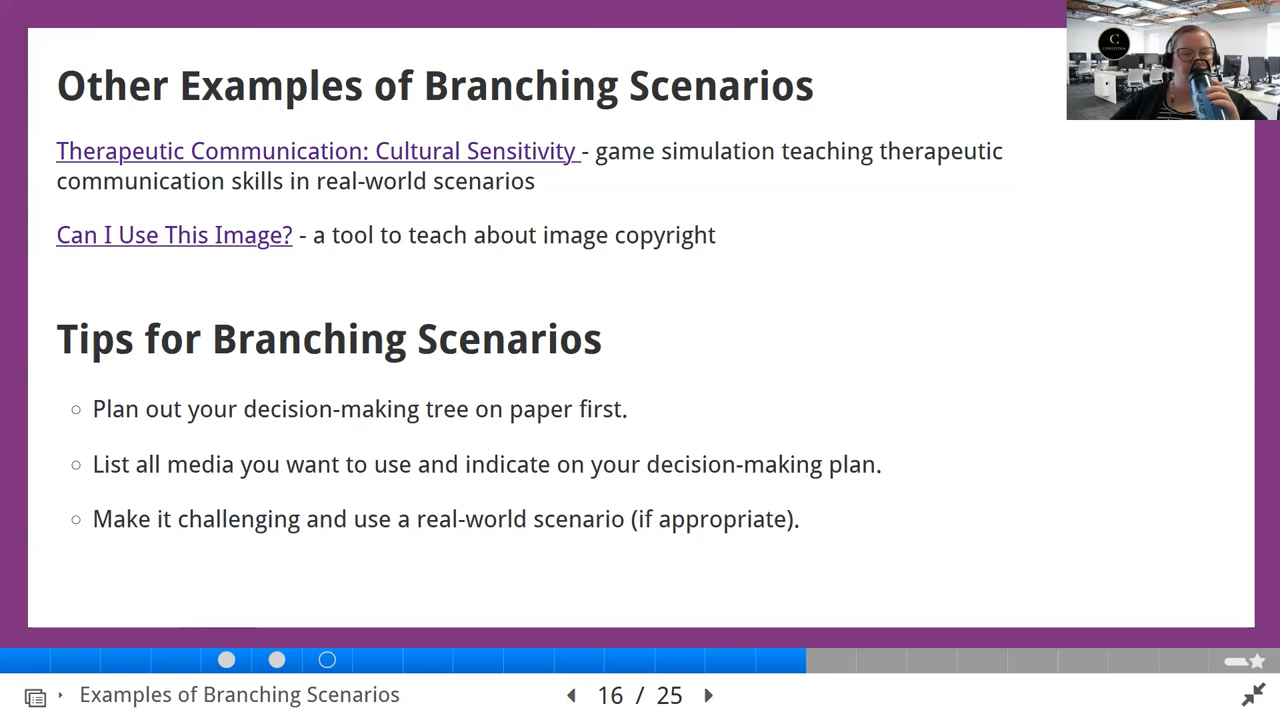 Other Examples of Branching Scenarios
Therapeutic Communication: Cultural Sensitivity - game simulation teaching therapeutic
communication skills in real-world scenarios
Can I Use This Image? - a tool to teach about image copyright
Tips for Branching Scenarios
Plan out your decision-making tree on paper first.
List all media you want to use and indicate on your decision-making plan.
Make it challenging and use a real-world scenario (if appropriate).
Examples of Branching Scenarios
16 / 25
C